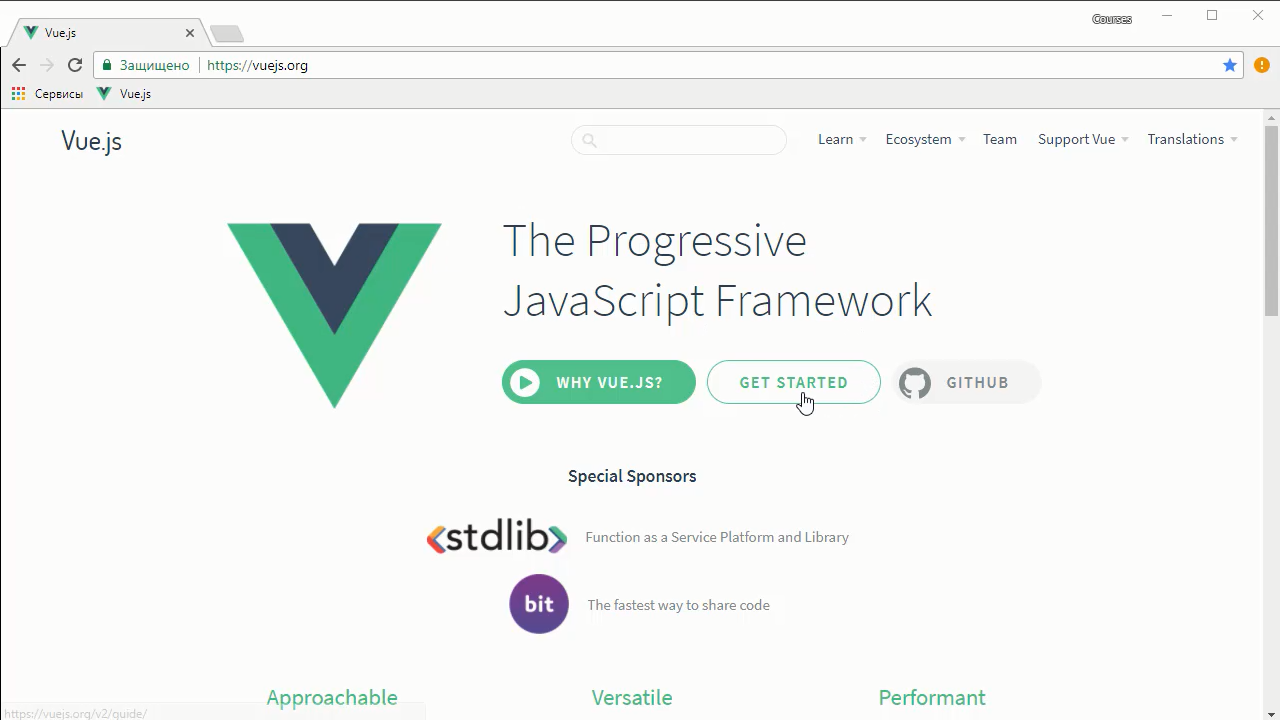 Courses
Vue.js
Защищено https://vuejs.org
Сервисы Vue.js
Vue.js
Learn Ecosystem Team Support Vue Translations
The Progressive
JavaScript Framework
WHY VUE.JS? GET STARTED GITHUB
Special Sponsors
<stdlib> Function as a Service Platform and Library
bit The fastest way to share code
Approachable Versatile Performant
https://vuejs.org/v2/guide/